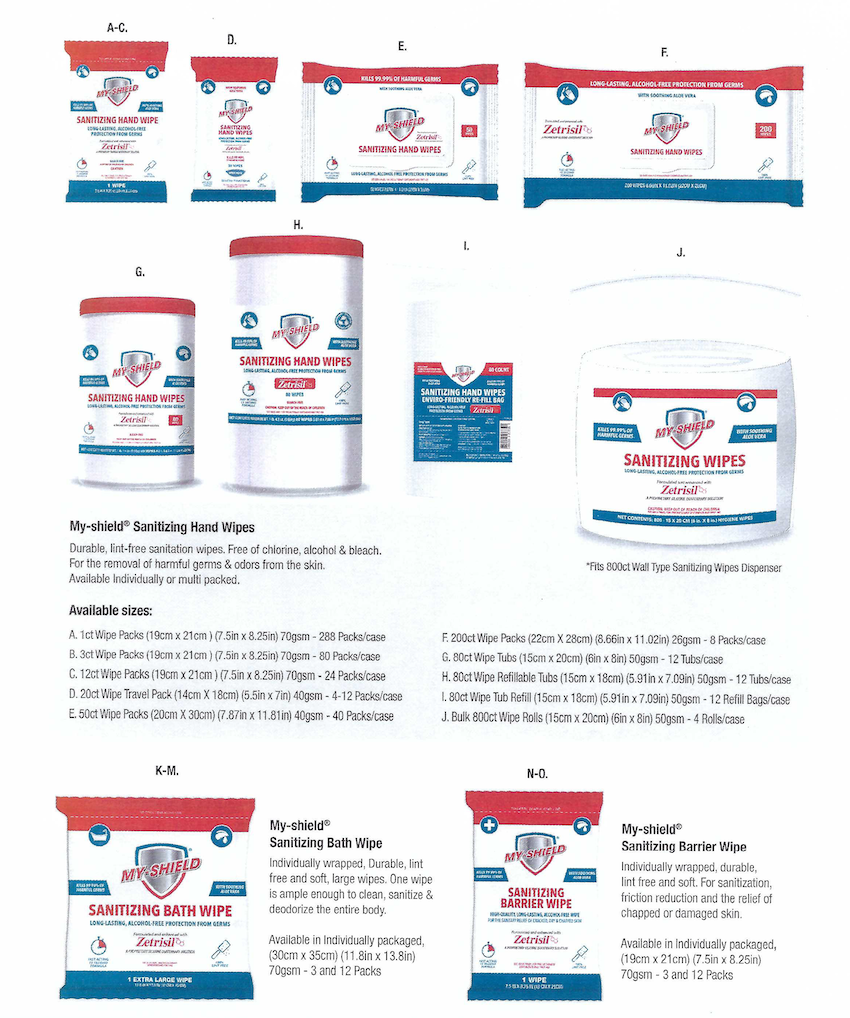 A-C.
D.
E.
F.
MY-SHIELD
SANITIZING HAND WIPE
LONG-LASTING, ALCOHOL-FREE
PROTECTION FROM GERMS
Zetrisil
1 WIPE
MY-SHIELD
SANITIZING
HAND WIPES
Zetrisil
KILLS 99.99% OF HARMFUL GERMS
WITH SOOTHING ALOE VERA
MY-SHIELD
Zetrisil
50
WIPES
SANITIZING HAND WIPES
LONG-LASTING, ALCOHOL-FREE PROTECTION FROM GERMS
LONG-LASTING, ALCOHOL-FREE PROTECTION FROM GERMS
WITH SOOTHING ALOE VERA
Zetrisil
MY-SHIELD
200
WIPES
SANITIZING HAND WIPES
G.
H.
I.
J.
MY-SHIELD
SANITIZING HAND WIPES
LONG-LASTING, ALCOHOL-FREE PROTECTION FROM GERMS
Zetrisil
MY-SHIELD
SANITIZING HAND WIPES
LONG-LASTING, ALCOHOL-FREE PROTECTION FROM GERMS
Zetrisil
80 WIPES
80 COUNT
SANITIZING HAND WIPES
ENVIRO-FRIENDLY RE-FILL BAG
LONG-LASTING, ALCOHOL-FREE
PROTECTION FROM GERMS
Zetrisil
KILLS 99.99% OF
HARMFUL GERMS
MY-SHIELD
WITH SOOTHING
ALOE VERA
SANITIZING WIPES
LONG-LASTING, ALCOHOL-FREE PROTECTION FROM GERMS
Formulated and enhanced with
Zetrisil
NET CONTENTS: 800 - 15 X 20 CM (6 in. X 8 in.) HYGIENE WIPES
*Fits 800ct Wall Type Sanitizing Wipes Dispenser
My-shield® Sanitizing Hand Wipes
Durable, lint-free sanitation wipes. Free of chlorine, alcohol & bleach.
For the removal of harmful germs & odors from the skin.
Available Individually or multi packed.
Available sizes:
A. 1ct Wipe Packs (19cm x 21cm ) (7.5in x 8.25in) 70gsm - 288 Packs/case
B. 3ct Wipe Packs (19cm x 21cm ) (7.5in x 8.25in) 70gsm - 80 Packs/case
C. 12ct Wipe Packs (19cm x 21cm ) (7.5in x 8.25in) 70gsm - 24 Packs/case
D. 20ct Wipe Travel Pack (14cm X 18cm) (5.5in x 7in) 40gsm - 4-12 Packs/case
E. 50ct Wipe Packs (20cm X 30cm) (7.87in x 11.81in) 40gsm - 40 Packs/case
F. 200ct Wipe Packs (22cm X 28cm) (8.66in x 11.02in) 26gsm - 8 Packs/case
G. 80ct Wipe Tubs (15cm x 20cm) (6in x 8in) 50gsm - 12 Tubs/case
H. 80ct Wipe Refillable Tubs (15cm x 18cm) (5.91in x 7.09in) 50gsm - 12 Tubs/case
I. 80ct Wipe Tub Refill (15cm x 18cm) (5.91in x 7.09in) 50gsm - 12 Refill Bags/case
J. Bulk 800ct Wipe Rolls (15cm x 20cm) (6in x 8in) 50gsm - 4 Rolls/case
K-M.
MY-SHIELD
WITH SOOTHING
ALOE VERA
SANITIZING BATH WIPE
LONG-LASTING, ALCOHOL-FREE PROTECTION FROM GERMS
Formulated and enhanced with
Zetrisil
1 EXTRA LARGE WIPE
My-shield®
Sanitizing Bath Wipe
Individually wrapped, Durable, lint
free and soft, large wipes. One wipe
is ample enough to clean, sanitize &
deodorize the entire body.
Available in Individually packaged,
(30cm x 35cm) (11.8in x 13.8in)
70gsm - 3 and 12 Packs
N-O.
MY-SHIELD
SANITIZING
BARRIER WIPE
HIGH-QUALITY, LONG-LASTING, ALCOHOL-FREE WIPE
Zetrisil
1 WIPE
My-shield®
Sanitizing Barrier Wipe
Individually wrapped, durable,
lint free and soft. For sanitization,
friction reduction and the relief of
chapped or damaged skin.
Available in Individually packaged,
(19cm x 21cm) (7.5in x 8.25in)
70gsm - 3 and 12 Packs